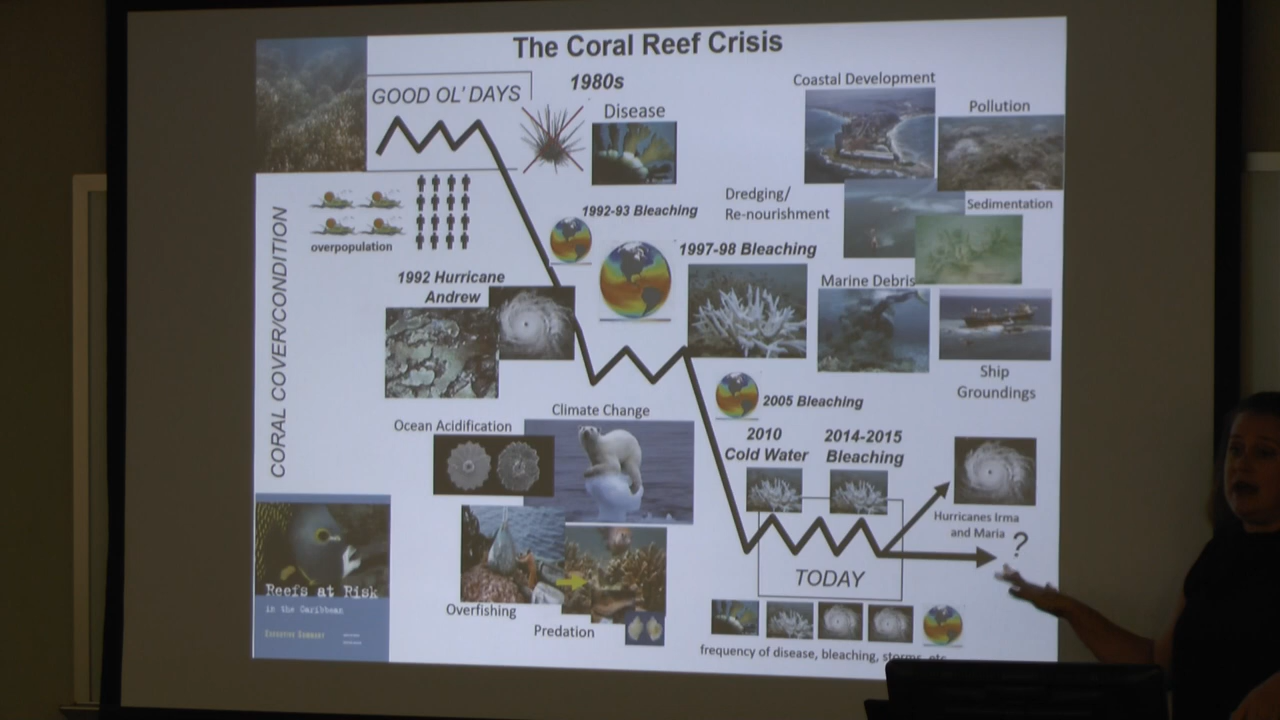 The Coral Reef Crisis
GOOD OL' DAYS
1980s
Disease
Coastal Development
Pollution
overpopulation
1992-93 Bleaching
Dredging/
Re-nourishment
Sedimentation
CORAL COVER/CONDITION
1992 Hurricane
Andrew
1997-98 Bleaching
Marine Debris
Ship
Groundings
Ocean Acidification
Climate Change
2005 Bleaching
2010
Cold Water
2014-2015
Bleaching
Hurricanes Irma
and Maria
?
TODAY
Reefs at Risk
in the Caribbean
EXECUTIVE SUMMARY
Overfishing
Predation
frequency of disease, bleaching, storms, etc